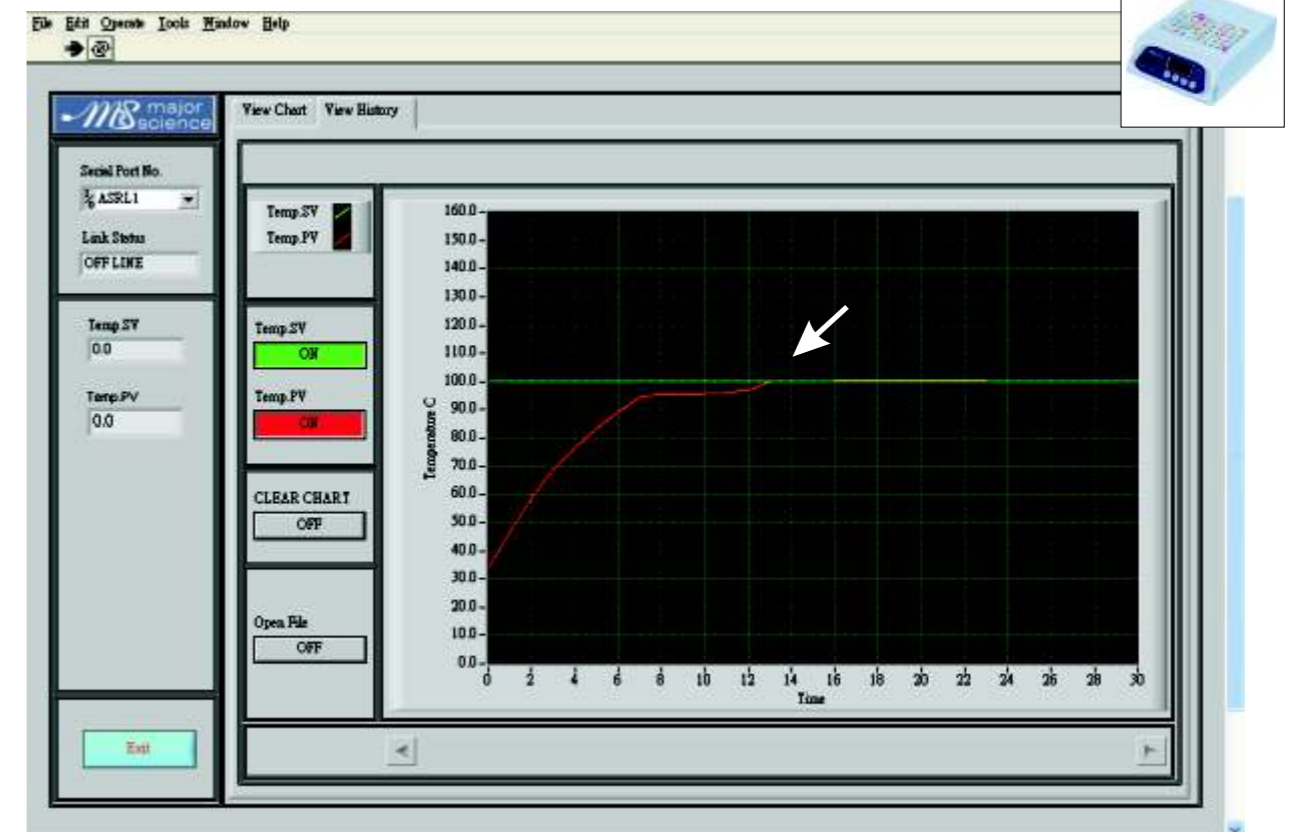 File Edit Operate Tools Window Help
major
science
View Chart View History
Serial Port No.
ASRL1
Link Status
OFF LINE
Temp.SV
0.0
Temp.PV
0.0
Exit
Temp.SV
Temp.PV
Temp.SV
ON
Temp.PV
ON
CLEAR CHART
OFF
Open File
OFF
Temperature C
160.0
150.0
140.0
130.0
120.0
110.0
100.0
90.0
80.0
70.0
60.0
50.0
40.0
30.0
20.0
10.0
0.0
0 2 4 6 8 10 12 14 16 18 20 22 24 26 28 30
Time